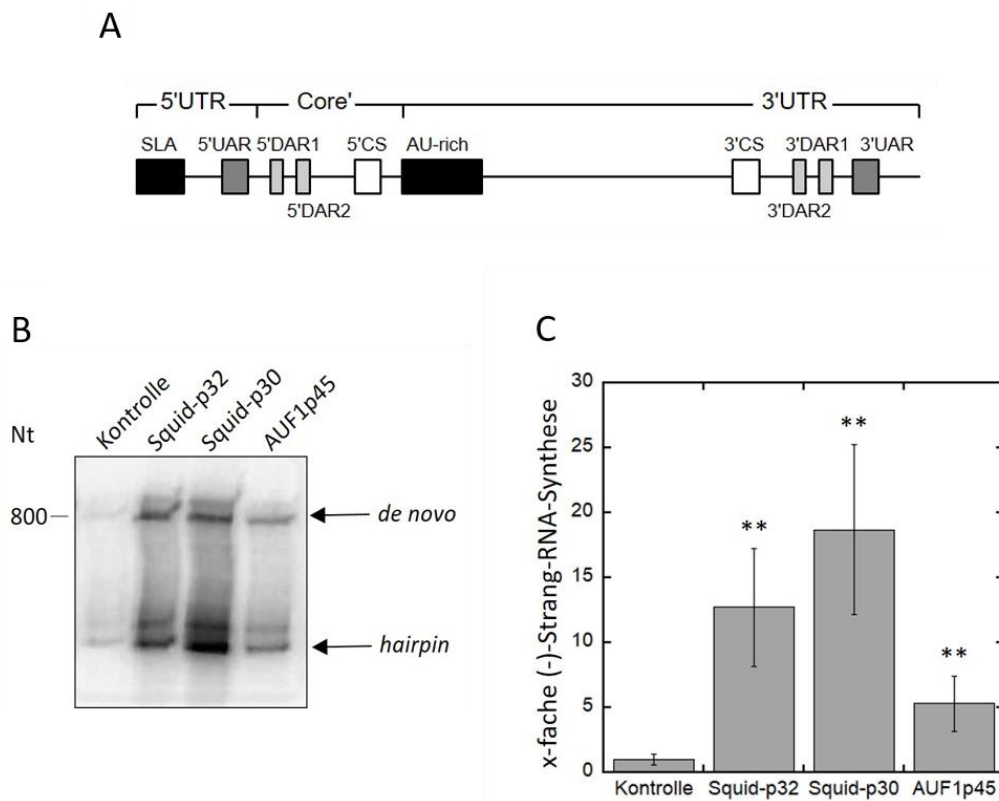 A
5'UTR Core' 3'UTR
SLA 5'UAR 5'DAR1 5'CS AU-rich 3'CS 3'DAR1 3'UAR
5'DAR2 3'DAR2
B
Kontrolle Squid-p32 Squid-p30 AUF1p45
Nt
800 de novo
hairpin
C
x-fache (-)-Strang-RNA-Synthese
30
25
20
15
10
5
0
** ** **
Kontrolle Squid-p32 Squid-p30 AUF1p45